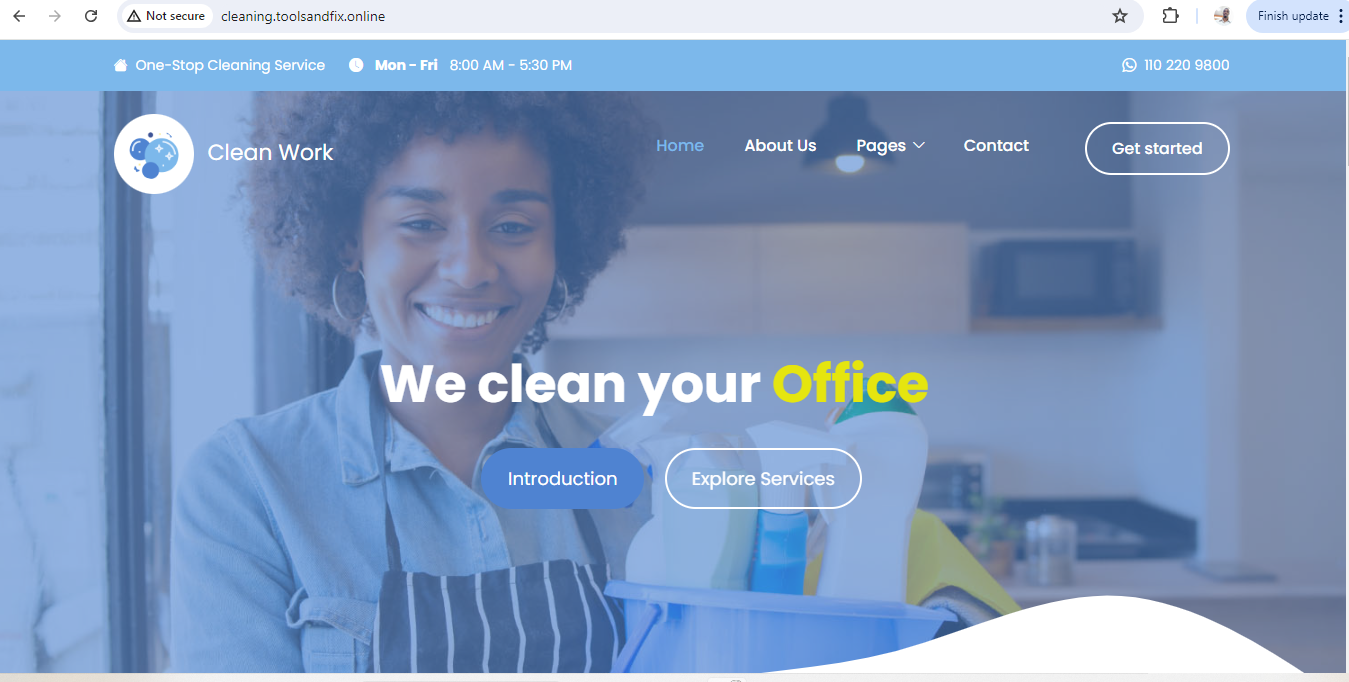 Not secure cleaning.toolsandfix.online Finish update
One-Stop Cleaning Service Mon - Fri 8:00 AM - 5:30 PM 110 220 9800
Clean Work Home About Us Pages Contact Get started
We clean your Office
Introduction Explore Services